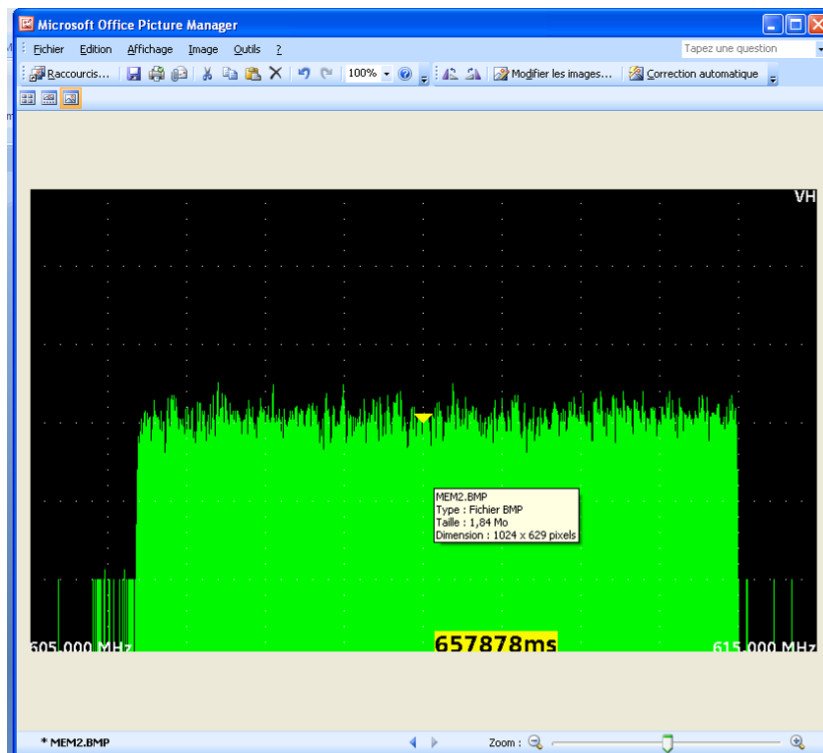 Microsoft Office Picture Manager
Fichier Edition Affichage Image Outils ? Tapez une question
Raccourcis... 100% Modifier les images... Correction automatique
VH
MEM2.BMP
Type : Fichier BMP
Taille : 1,84 Mo
Dimension : 1024 x 629 pixels
605.000 MHz 657878ms 615.000 MHz
* MEM2.BMP Zoom :